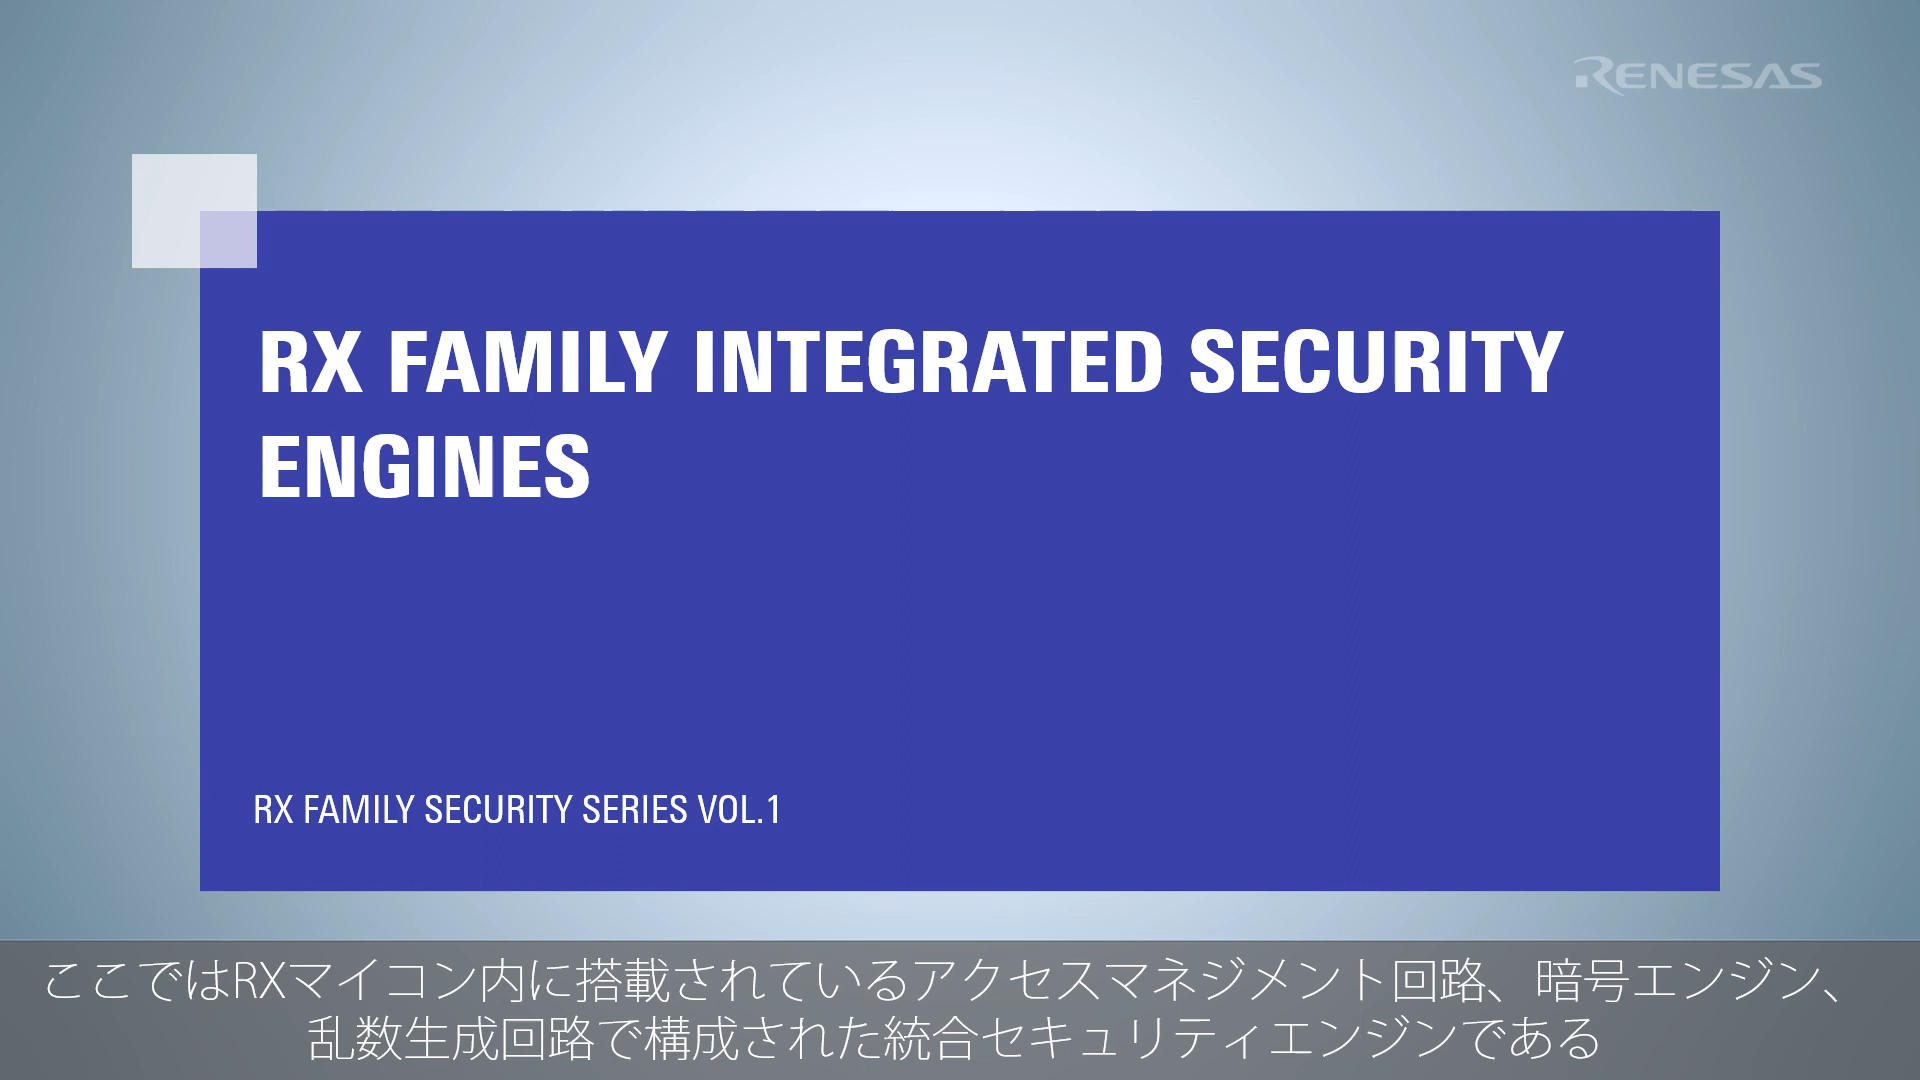 RENESAS
RX FAMILY INTEGRATED SECURITY
ENGINES
RX FAMILY SECURITY SERIES VOL.1
ここではRXマイコン内に搭載されているアクセスマネジメント回路、暗号エンジン、
乱数生成回路で構成された統合セキュリティエンジンである